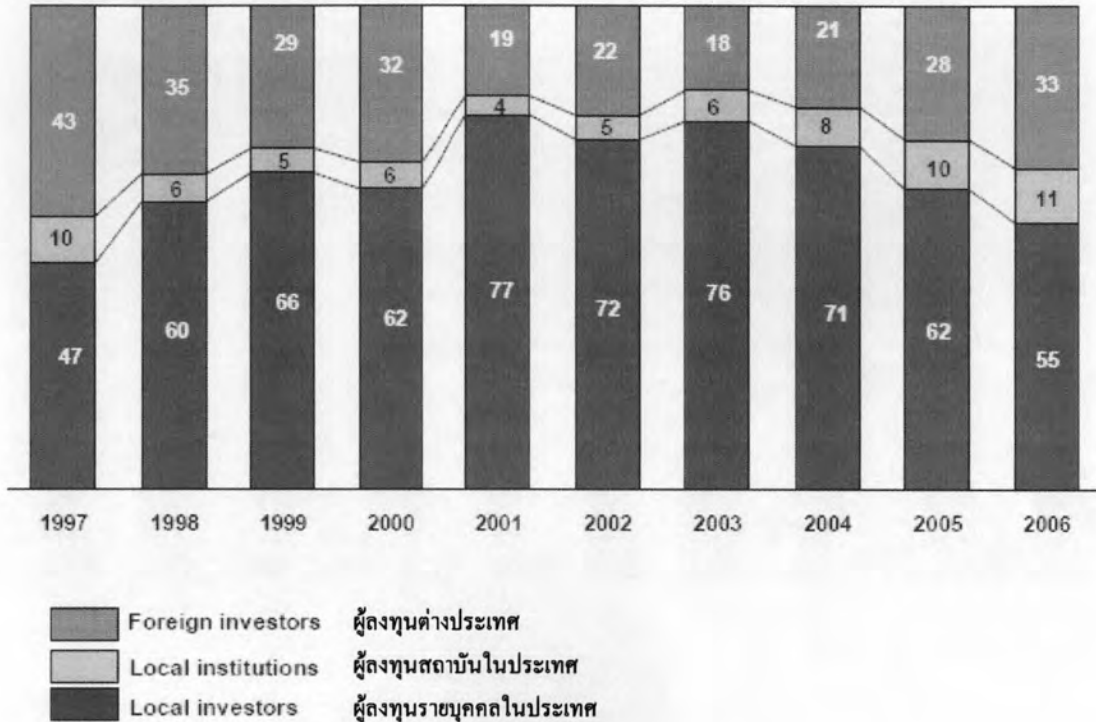 43 35 29 32 19 22 18 21 28 33
10 6 5 6 4 5 6 8 10 11
47 60 66 62 77 72 76 71 62 55
1997 1998 1999 2000 2001 2002 2003 2004 2005 2006
Foreign investors ผู้ลงทุนต่างประเทศ
Local institutions ผู้ลงทุนสถาบันในประเทศ
Local investors ผู้ลงทุนรายบุคคลในประเทศ